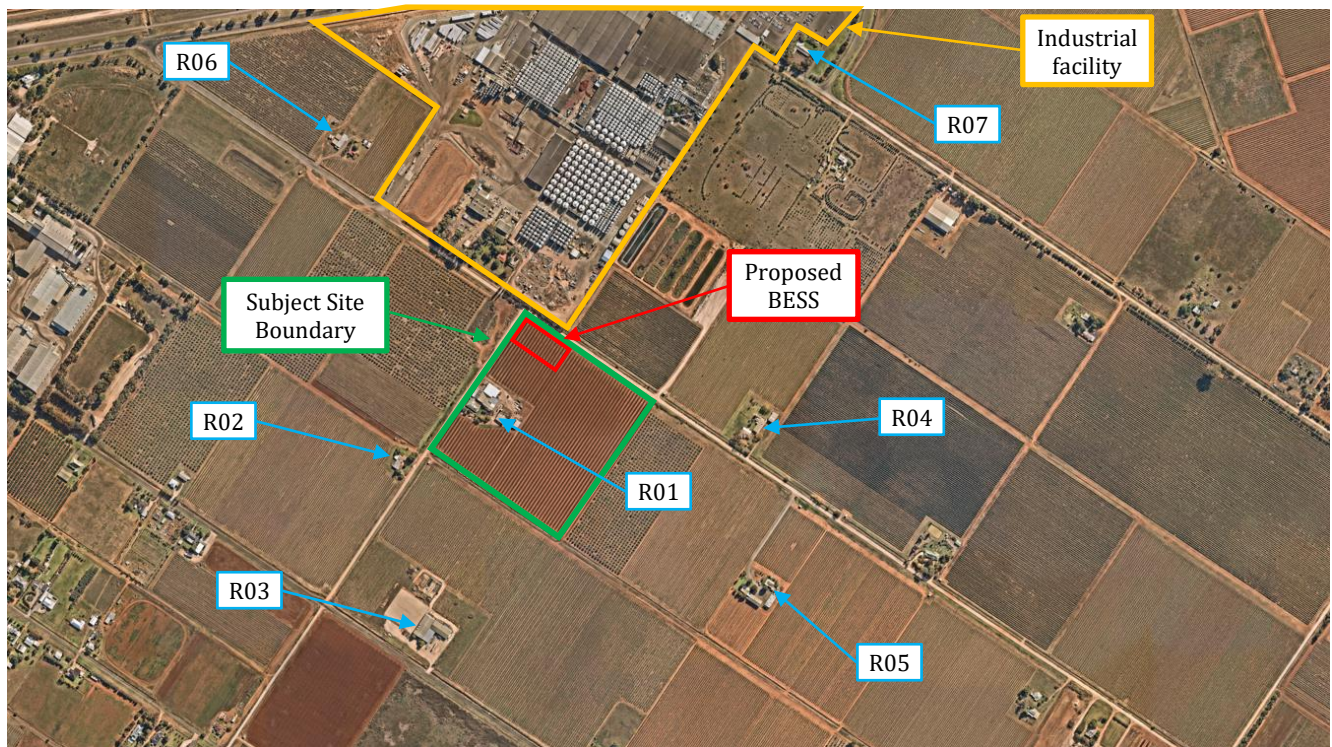 Industrial
facility
R06
R07
Proposed
BESS
Subject Site
Boundary
R02
R04
R01
R03
R05